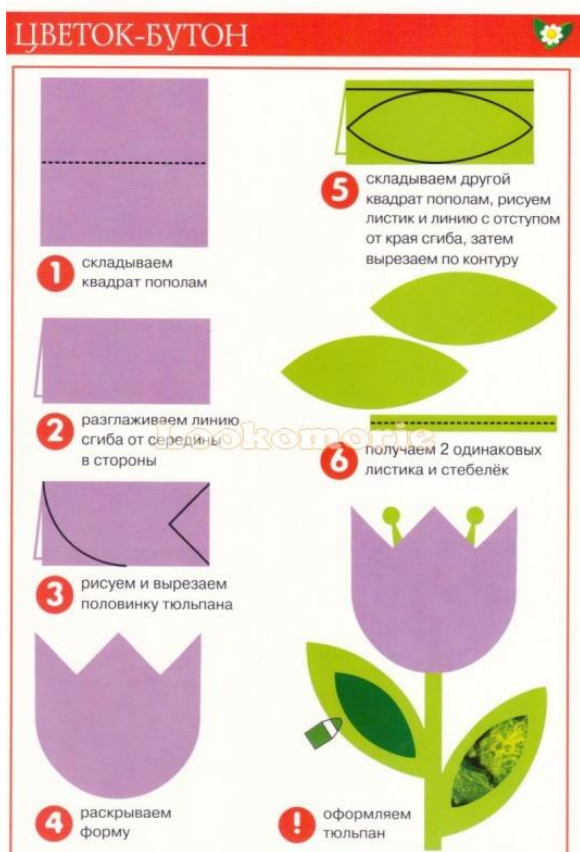 ЦВЕТОК-БУТОН
1 складываем
квадрат пополам
2 разглаживаем линию
сгиба от середины
в стороны
3 рисуем и вырезаем
половинку тюльпана
4 раскрываем
форму
5 складываем другой
квадрат пополам, рисуем
листик и линию с отступом
от края сгиба, затем
вырезаем по контуру
6 получаем 2 одинаковых
листика и стебелёк
! оформляем
тюльпан
Lookomorie